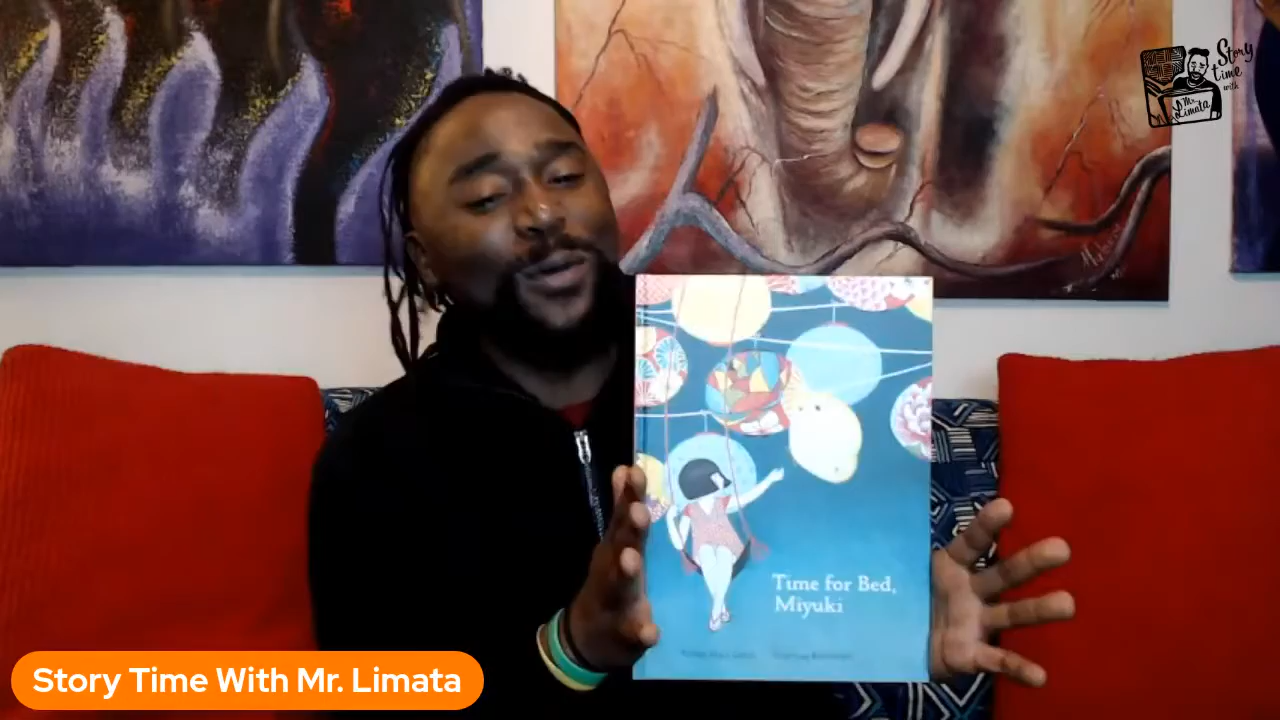 Story
time
with
Mr.
Limata
Time for Bed,
Miyuki
Story Time With Mr. Limata